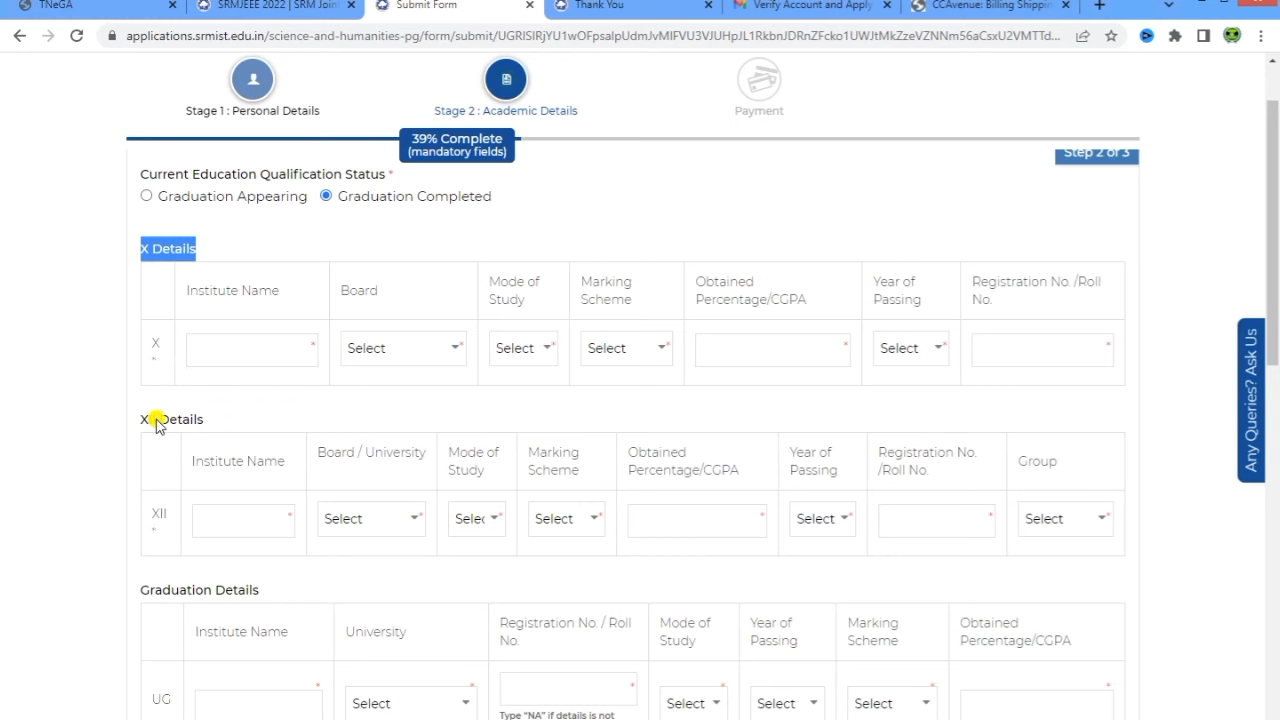 TNeGA
SRMJEEE 2022 | SRM Join
Submit Form
Thank You
Verify Account and Apply
CCAvenue: Billing Shippin
applications.srmist.edu.in/science-and-humanities-pg/form/submit/
Stage 1 : Personal Details
Stage 2 : Academic Details
Payment
39% Complete
(mandatory fields)
Step 2 of 3
Current Education Qualification Status *
Graduation Appearing
Graduation Completed
X Details
Institute Name
Board
Mode of
Study
Marking
Scheme
Obtained
Percentage/CGPA
Year of
Passing
Registration No. /Roll
No.
X
*
*
Select *
Select *
Select *
*
Select *
*
Details
Institute Name
Board / University
Mode of
Study
Marking
Scheme
Obtained
Percentage/CGPA
Year of
Passing
Registration No.
/Roll No.
Group
XII
*
*
Select *
Selec *
Select *
*
Select *
*
Select *
Graduation Details
Institute Name
University
Registration No. / Roll
No.
Mode of
Study
Year of
Passing
Marking
Scheme
Obtained
Percentage/CGPA
UG
*
Select *
*
Type "NA" if details is not
Select *
Select *
Select *
*
Any Queries? Ask Us